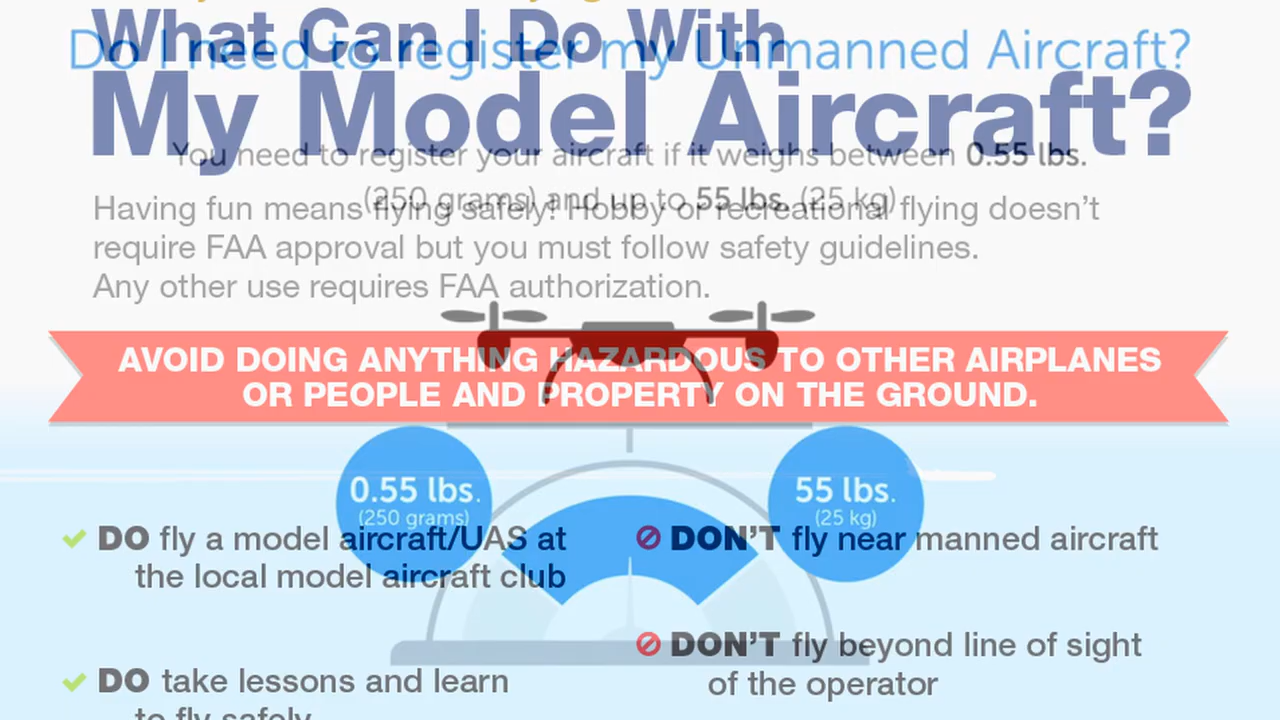 What Can I Do With
Do I need to register my Unmanned Aircraft?
My Model Aircraft?
You need to register your aircraft if it weighs between 0.55 lbs.
(250 grams) and up to 55 lbs. (25 kg)
Having fun means flying safely! Hobby or recreational flying doesn’t
require FAA approval but you must follow safety guidelines.
Any other use requires FAA authorization.
AVOID DOING ANYTHING HAZARDOUS TO OTHER AIRPLANES
OR PEOPLE AND PROPERTY ON THE GROUND.
0.55 lbs.
(250 grams)
55 lbs.
(25 kg)
DO fly a model aircraft/UAS at
the local model aircraft club
DON’T fly near manned aircraft
DON’T fly beyond line of sight
of the operator
DO take lessons and learn
to fly safely